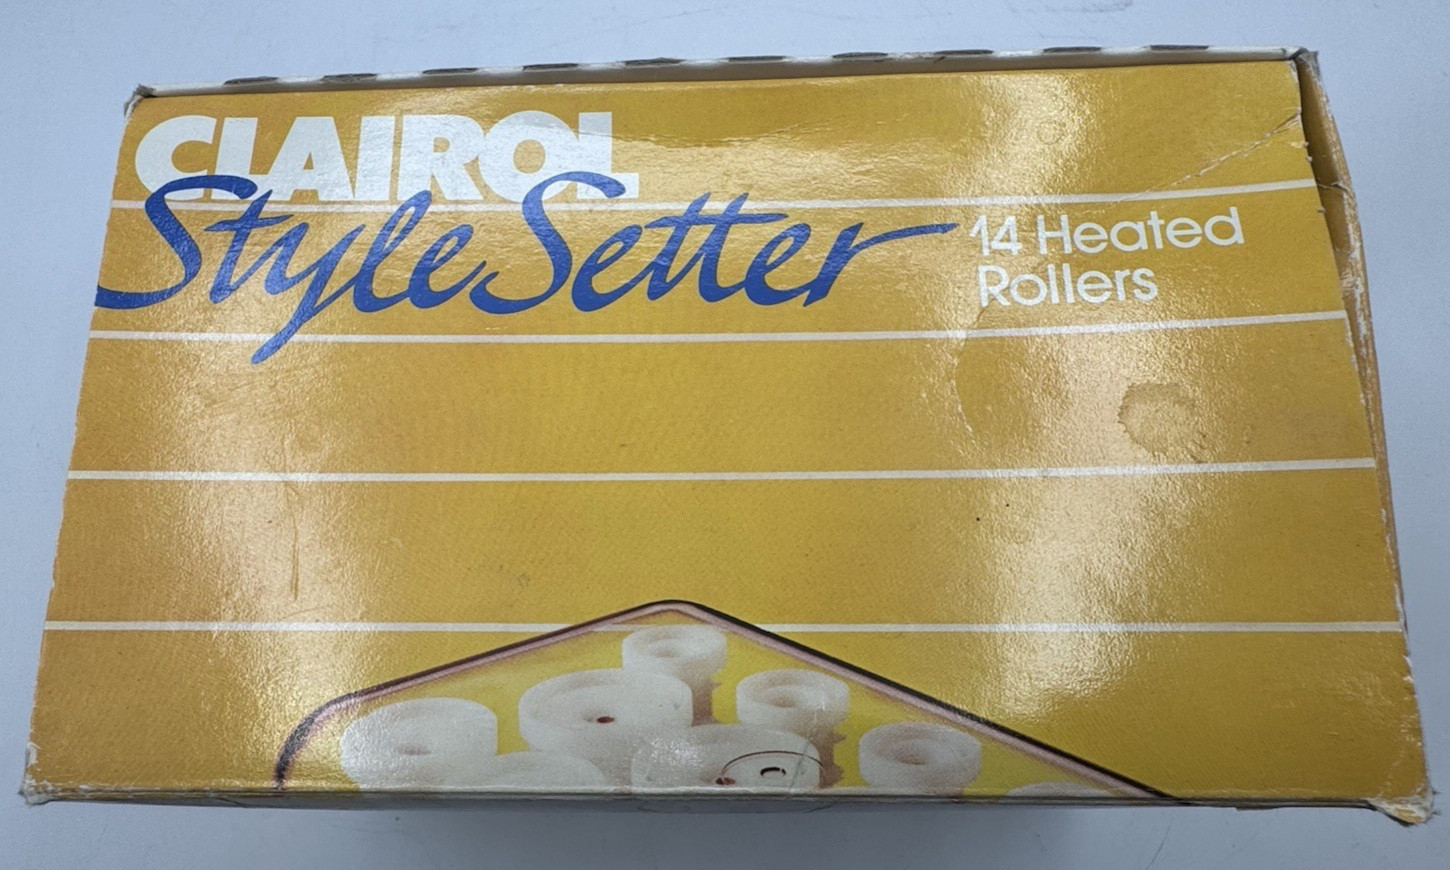 CLAIROL
Style Setter
14 Heated
Rollers